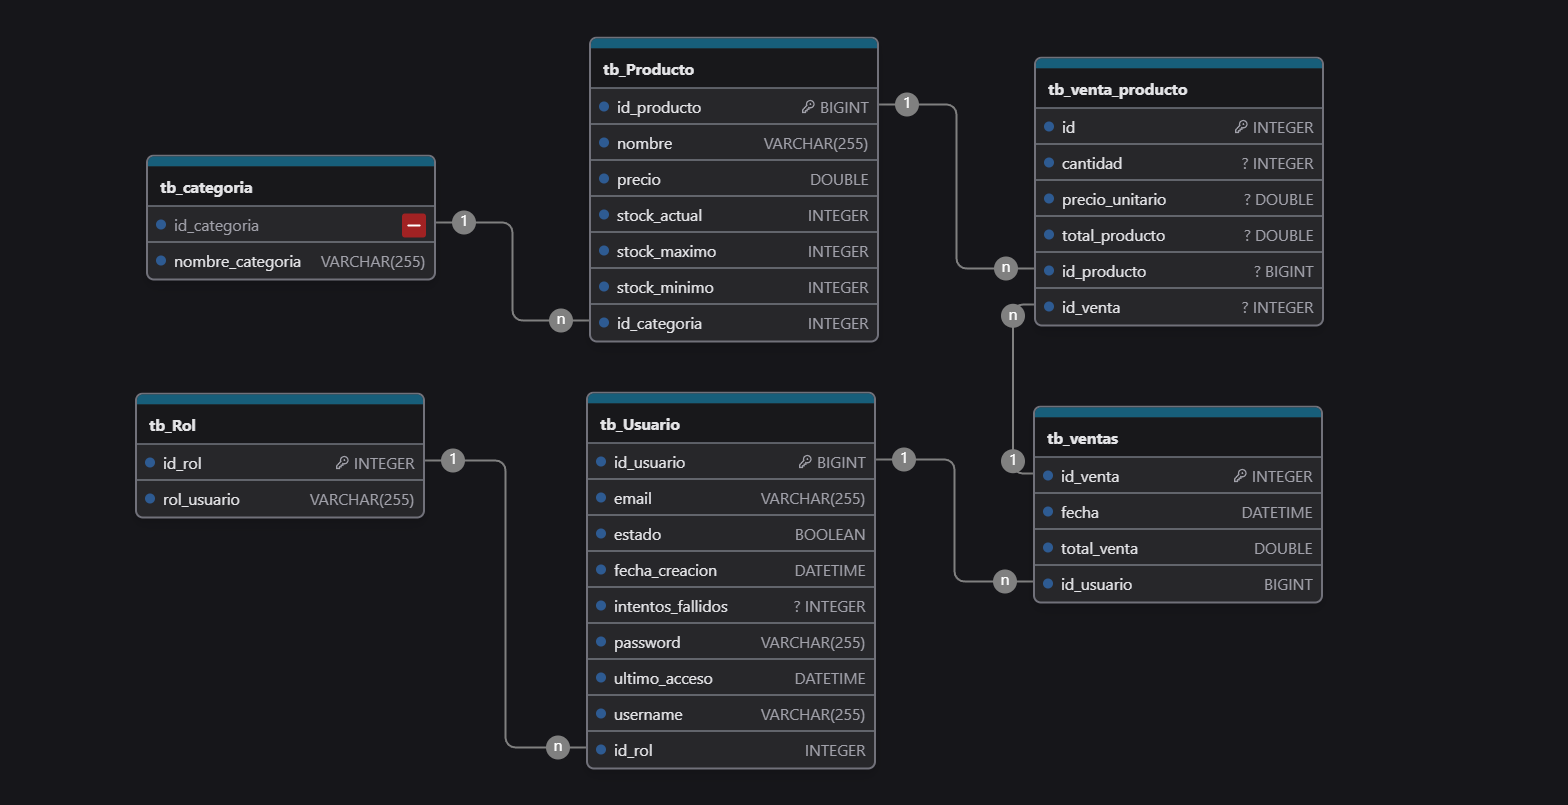 tb_categoria
id_categoria
nombre_categoria VARCHAR(255)
1
n
tb_Producto
id_producto BIGINT
nombre VARCHAR(255)
precio DOUBLE
stock_actual INTEGER
stock_maximo INTEGER
stock_minimo INTEGER
id_categoria INTEGER
1
n
tb_venta_producto
id INTEGER
cantidad ? INTEGER
precio_unitario ? DOUBLE
total_producto ? DOUBLE
id_producto ? BIGINT
id_venta ? INTEGER
n
1
tb_Rol
id_rol INTEGER
rol_usuario VARCHAR(255)
1
n
tb_Usuario
id_usuario BIGINT
email VARCHAR(255)
estado BOOLEAN
fecha_creacion DATETIME
intentos_fallidos ? INTEGER
password VARCHAR(255)
ultimo_acceso DATETIME
username VARCHAR(255)
id_rol INTEGER
1
n
tb_ventas
id_venta INTEGER
fecha DATETIME
total_venta DOUBLE
id_usuario BIGINT